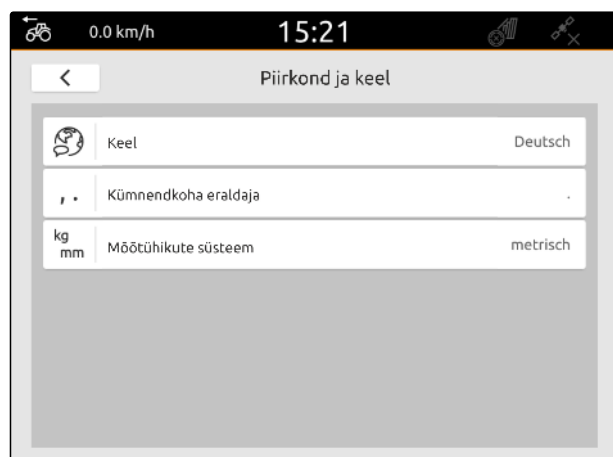 0.0 km/h 15:21
Piirkond ja keel
Keel Deutsch
, . Kümnendkoha eraldaja .
kg
mm Mõõtühikute süsteem metrisch